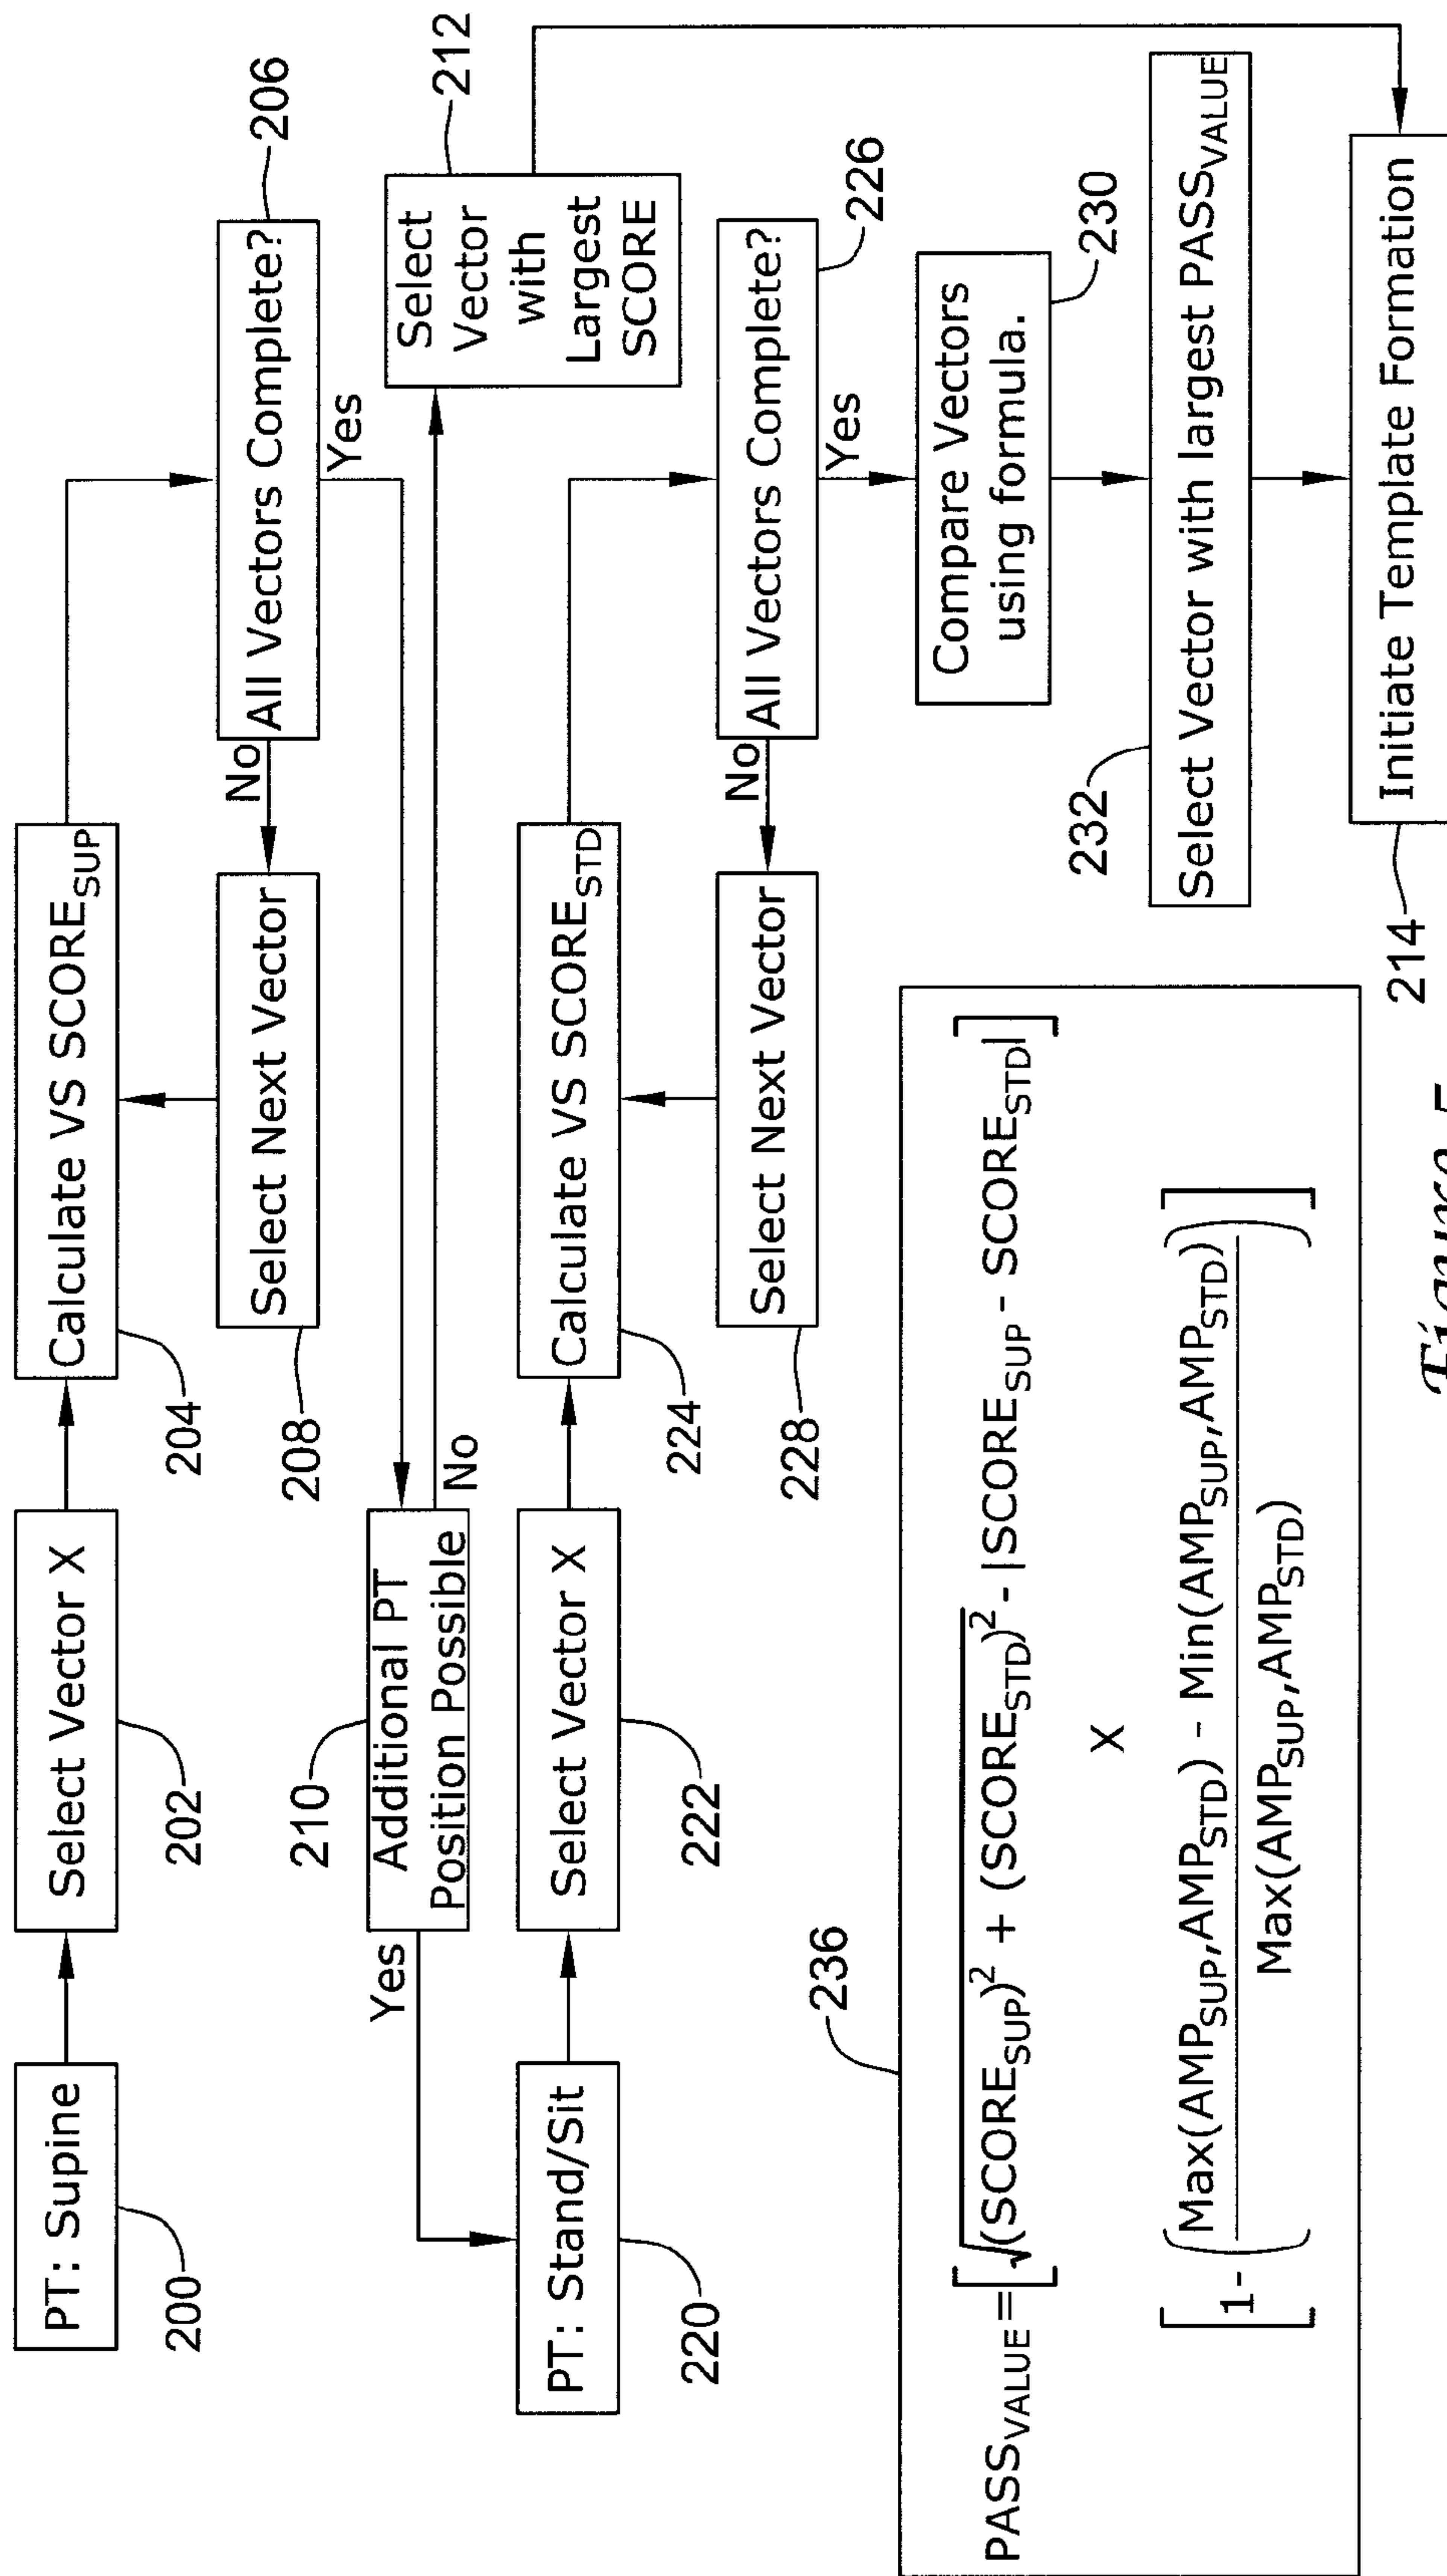 PT: Supine
200
Select Vector X
202
Calculate VS SCORE_SUP
204
All Vectors Complete?
206
No
Yes
Select Next Vector
208
210
Additional PT
Position Possible
Yes
No
Select
Vector
with
Largest
SCORE
212
PT: Stand/Sit
220
Select Vector X
222
Calculate VS SCORE_STD
224
All Vectors Complete?
226
No
Yes
Select Next Vector
228
Compare Vectors
using formula.
230
232
Select Vector with largest PASS_VALUE
Initiate Template Formation
214
236
PASS_VALUE = [√(SCORE_SUP)² + (SCORE_STD)² - |SCORE_SUP - SCORE_STD|]
X
[1-(Max(AMP_SUP,AMP_STD) - Min(AMP_SUP,AMP_STD)
Max(AMP_SUP,AMP_STD))]
Figure